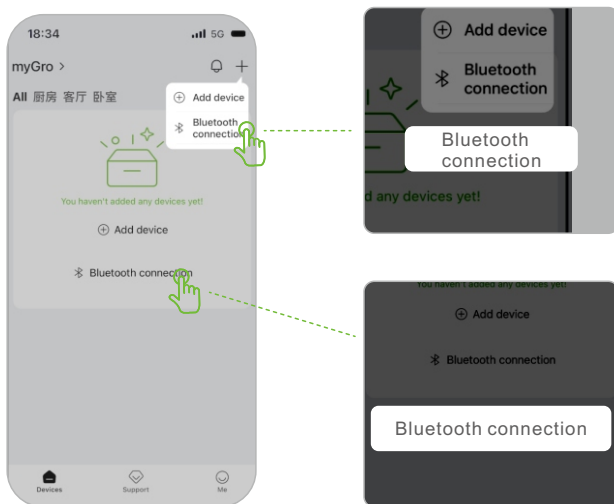 18:34
5G
myGro >
All 厨房 客厅 卧室
Add device
Bluetooth
connection
You haven't added any devices yet!
Add device
Bluetooth connection
Devices
Support
Me
Add device
Bluetooth
connection
Bluetooth
connection
d any devices yet!
You haven't added any devices yet!
Add device
Bluetooth connection
Bluetooth connection